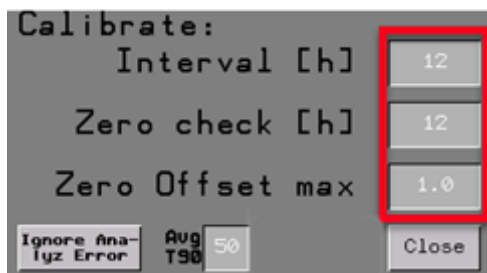 Calibrate:
Interval [h] 12
Zero check [h] 12
Zero Offset max 1.0
Ignore Ana-
lyz Error
Avg
T90 50
Close